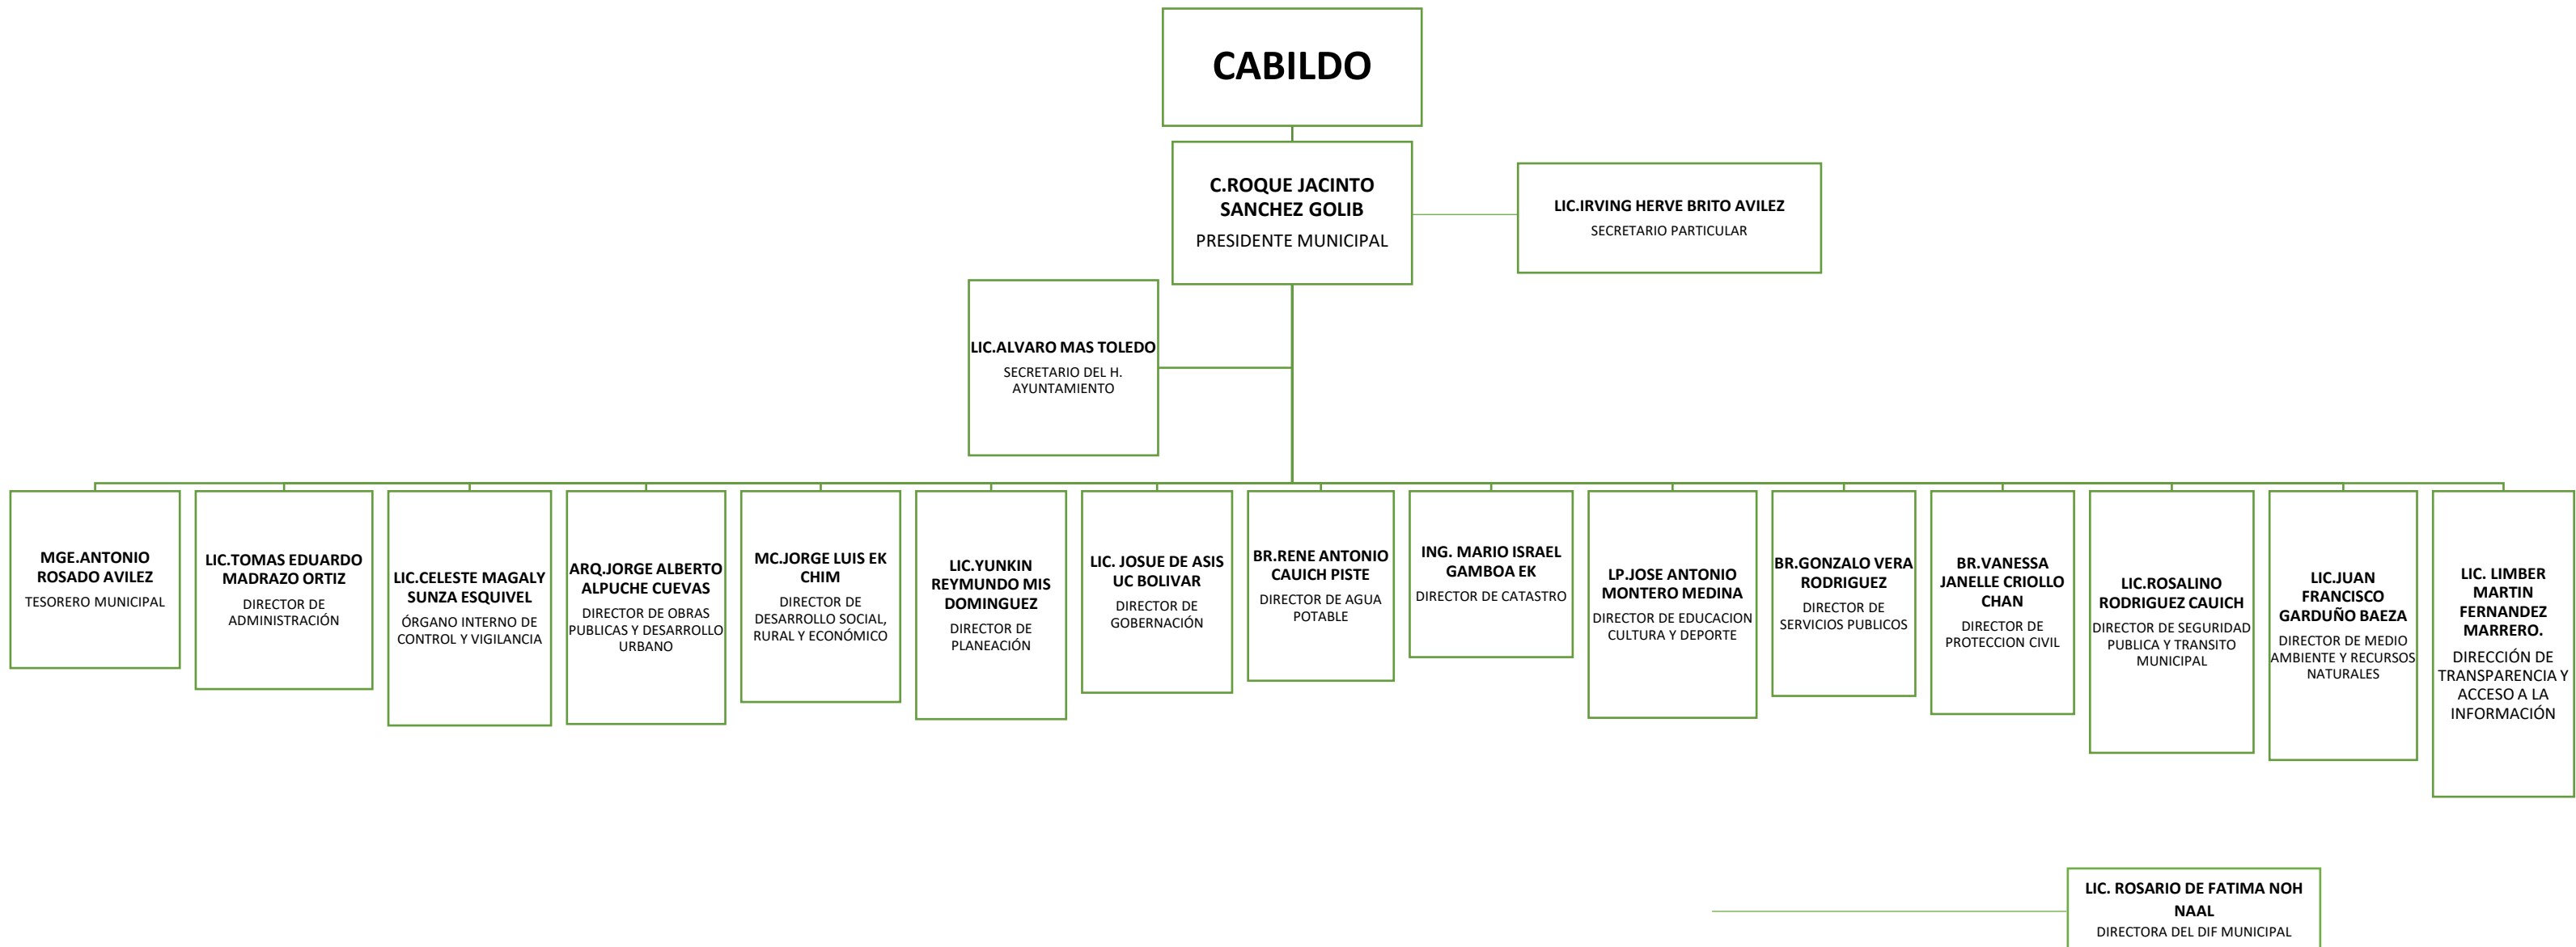 CABILDO
C.ROQUE JACINTO
SANCHEZ GOLIB
PRESIDENTE MUNICIPAL
LIC.IRVING HERVE BRITO AVILEZ
SECRETARIO PARTICULAR
LIC.ALVARO MAS TOLEDO
SECRETARIO DEL H.
AYUNTAMIENTO
MGE.ANTONIO
ROSADO AVILEZ
TESORERO MUNICIPAL
LIC.TOMAS EDUARDO
MADRAZO ORTIZ
DIRECTOR DE
ADMINISTRACIÓN
LIC.CELESTE MAGALY
SUNZA ESQUIVEL
ÓRGANO INTERNO DE
CONTROL Y VIGILANCIA
ARQ.JORGE ALBERTO
ALPUCHE CUEVAS
DIRECTOR DE OBRAS
PUBLICAS Y DESARROLLO
URBANO
MC.JORGE LUIS EK
CHIM
DIRECTOR DE
DESARROLLO SOCIAL,
RURAL Y ECONÓMICO
LIC.YUNKIN
REYMUNDO MIS
DOMINGUEZ
DIRECTOR DE
PLANEACIÓN
LIC. JOSUE DE ASIS
UC BOLIVAR
DIRECTOR DE
GOBERNACIÓN
BR.RENE ANTONIO
CAUICH PISTE
DIRECTOR DE AGUA
POTABLE
ING. MARIO ISRAEL
GAMBOA EK
DIRECTOR DE CATASTRO
LP.JOSE ANTONIO
MONTERO MEDINA
DIRECTOR DE EDUCACION
CULTURA Y DEPORTE
BR.GONZALO VERA
RODRIGUEZ
DIRECTOR DE
SERVICIOS PUBLICOS
BR.VANESSA
JANELLE CRIOLLO
CHAN
DIRECTOR DE
PROTECCION CIVIL
LIC.ROSALINO
RODRIGUEZ CAUICH
DIRECTOR DE SEGURIDAD
PUBLICA Y TRANSITO
MUNICIPAL
LIC.JUAN
FRANCISCO
GARDUÑO BAEZA
DIRECTOR DE MEDIO
AMBIENTE Y RECURSOS
NATURALES
LIC. LIMBER
MARTIN
FERNANDEZ
MARRERO.
DIRECCIÓN DE
TRANSPARENCIA Y
ACCESO A LA
INFORMACIÓN
LIC. ROSARIO DE FATIMA NOH
NAAL
DIRECTORA DEL DIF MUNICIPAL